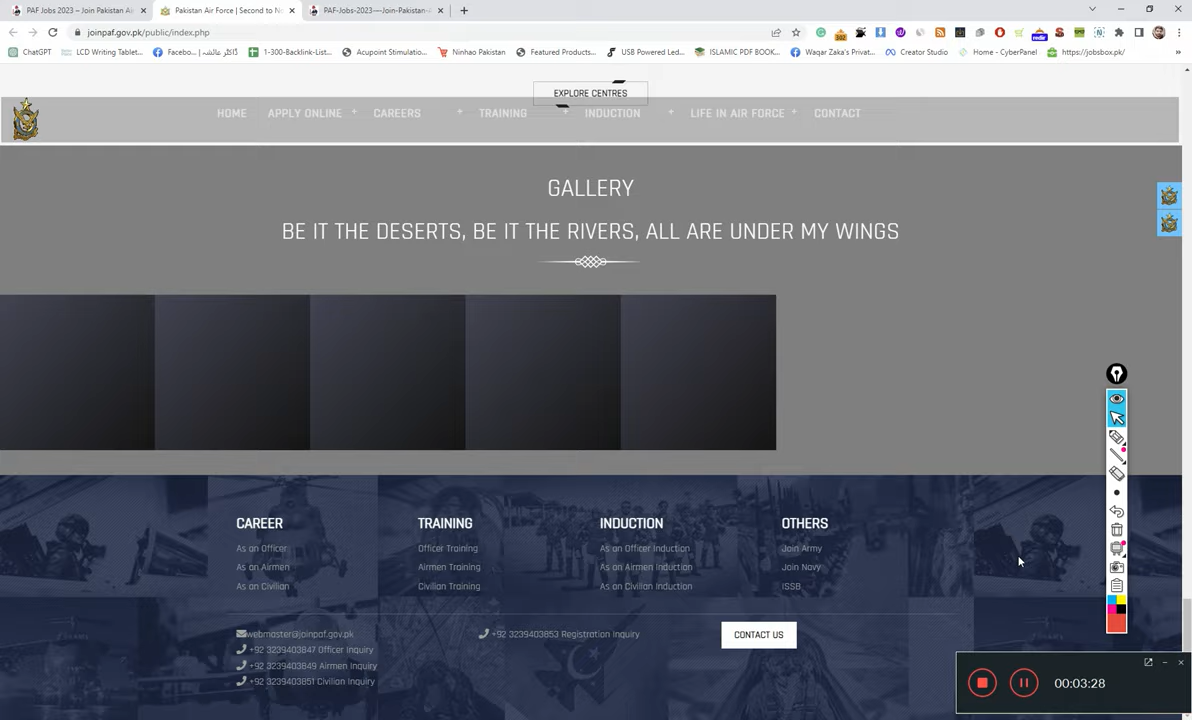 PAF Jobs 2023 – Join Pakistan Ai
Pakistan Air Force | Second to N
PAF-Jobs-2023---Join-Pakistan-
joinpaf.gov.pk/public/index.php
ChatGPT
LCD Writing Tablet...
1-300-Backlink-List...
Acupoint Stimulatio...
Ninhao Pakistan
Featured Products...
USB Powered Led...
ISLAMIC PDF BOOK...
Waqar Zaka's Privat...
Creator Studio
Home - CyberPanel
https://jobsbox.pk/
EXPLORE CENTRES
HOME APPLY ONLINE + CAREERS + TRAINING + INDUCTION + LIFE IN AIR FORCE + CONTACT
GALLERY
BE IT THE DESERTS, BE IT THE RIVERS, ALL ARE UNDER MY WINGS
CAREER TRAINING INDUCTION OTHERS
As an Officer Officer Training As an Officer Induction Join Army
As an Airmen Airmen Training As an Airmen Induction Join Navy
As an Civilian Civilian Training As an Civilian Induction ISSB
webmaster@joinpaf.gov.pk +92 3239403853 Registration Inquiry CONTACT US
+92 3239403847 Officer Inquiry
+92 3239403849 Airmen Inquiry
+92 3239403851 Civilian Inquiry
00:03:28